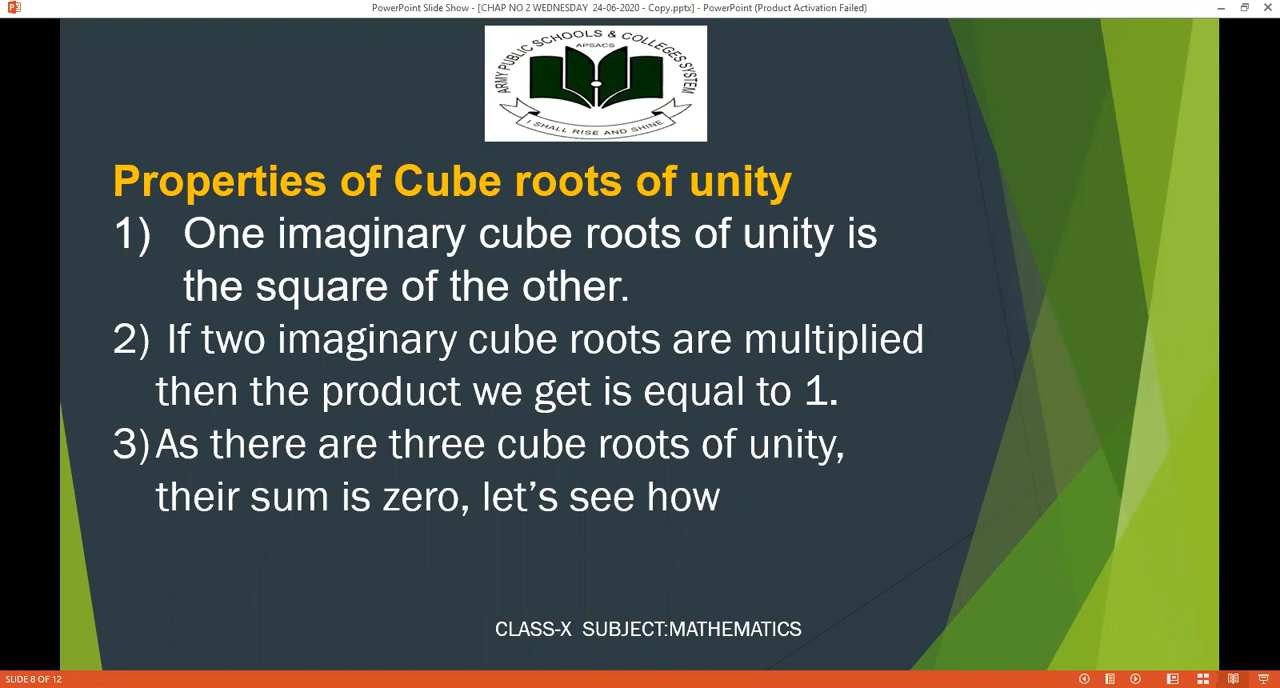 PowerPoint Slide Show - [CHAP NO 2 WEDNESDAY  24-06-2020 - Copy.pptx] - PowerPoint (Product Activation Failed)
ARMY PUBLIC SCHOOLS & COLLEGES SYSTEM
APSACS
I SHALL RISE AND SHINE
Properties of Cube roots of unity
1) One imaginary cube roots of unity is
the square of the other.
2) If two imaginary cube roots are multiplied
then the product we get is equal to 1.
3) As there are three cube roots of unity,
their sum is zero, let’s see how
CLASS-X SUBJECT:MATHEMATICS
SLIDE 8 OF 12